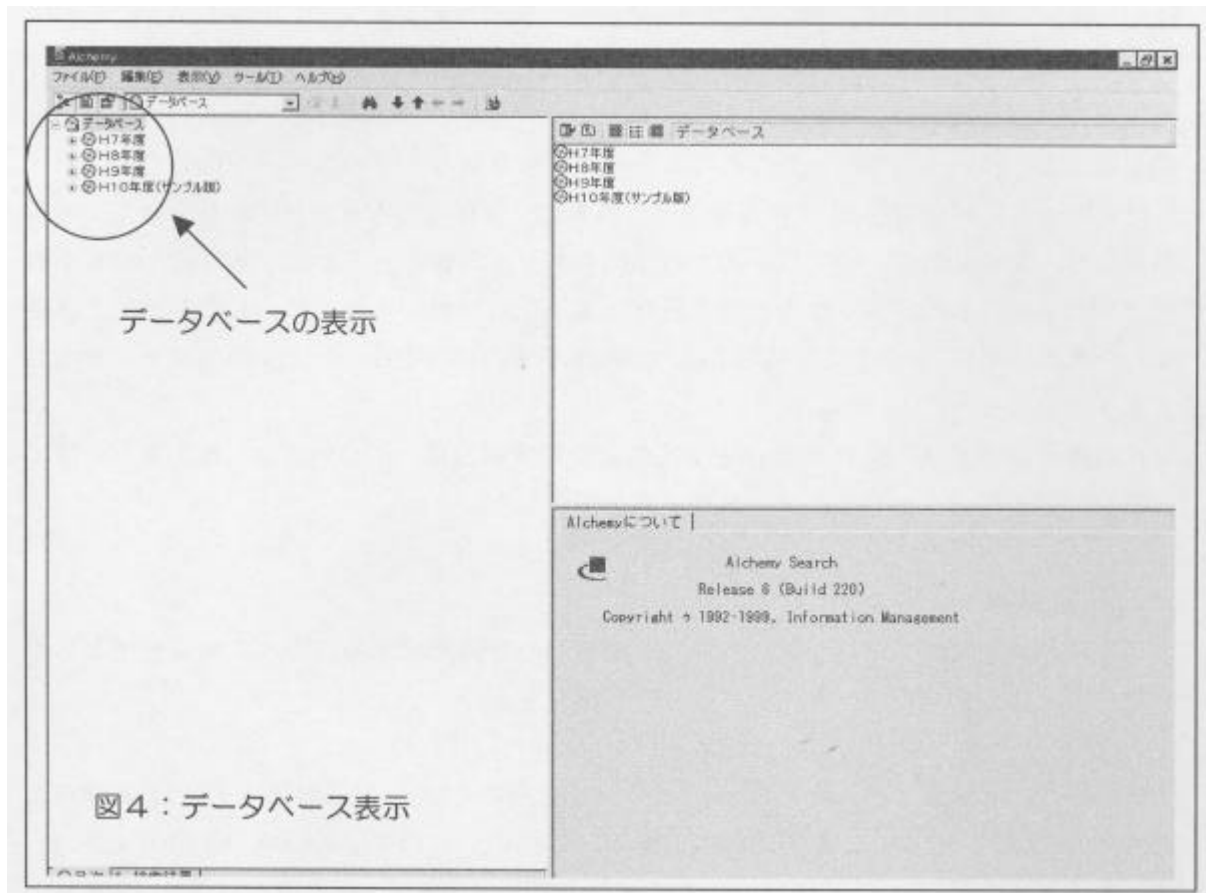 Alchemy
ファイル(F) 編集(E) 表示(V) ツール(T) ヘルプ(H)
データベース
データベース
H7年度
H8年度
H9年度
H10年度(サンプル版)
データベースの表示
図4：データベース表示
データベース
H7年度
H8年度
H9年度
H10年度(サンプル版)
Alchemyについて
Alchemy Search
Release 6 (Build 220)
Copyright 1992-1999, Information Management